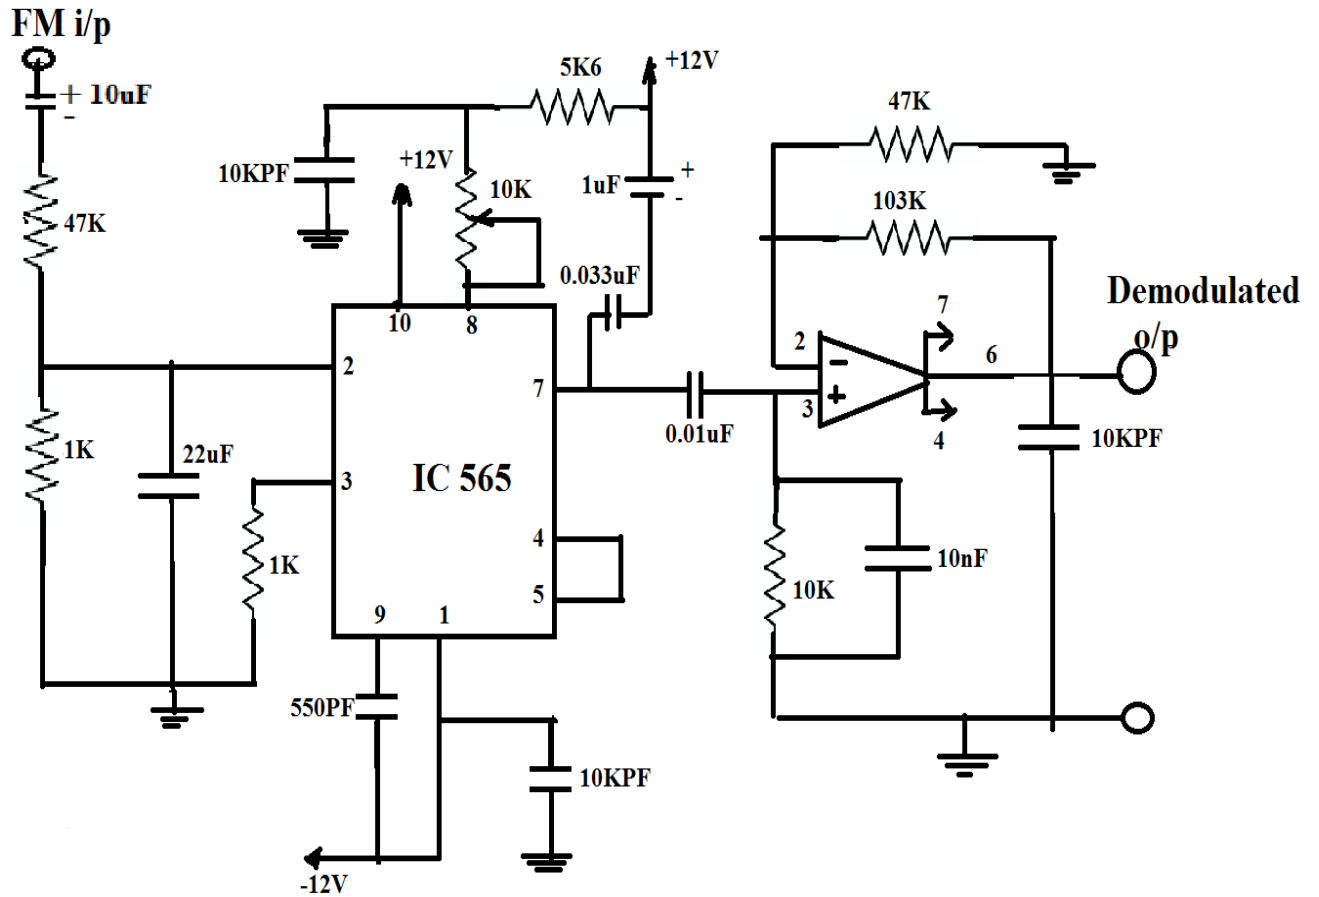 FM i/p
+ 10uF
-
47K
1K
22uF
1K
10KPF
+12V
5K6
+12V
10K
1uF
+
-
0.033uF
10
8
2
3
7
IC 565
4
5
9
1
550PF
10KPF
-12V
0.01uF
47K
103K
2
-
3
+
7
6
4
Demodulated
o/p
10KPF
10K
10nF